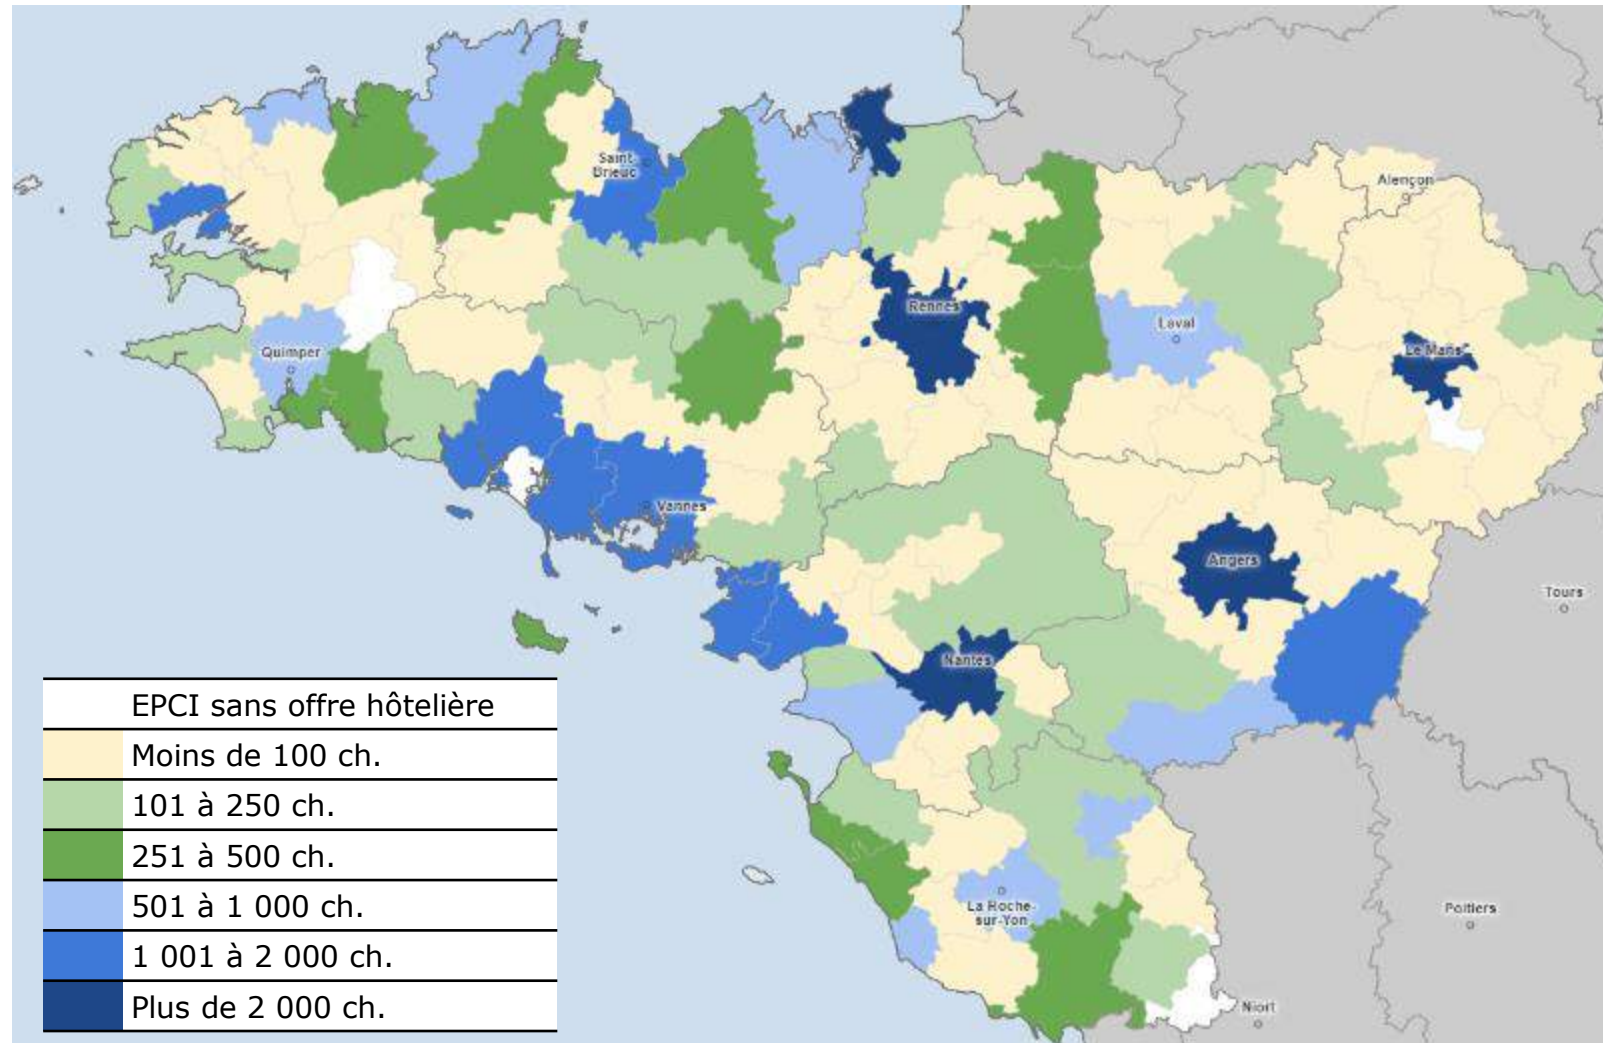 Alençon
Saint-
Brieuc
Rennes
Laval
Le Mans
Quimper
Vannes
Angers
Tours
Nantes
EPCI sans offre hôtelière
Moins de 100 ch.
101 à 250 ch.
251 à 500 ch.
501 à 1 000 ch.
1 001 à 2 000 ch.
Plus de 2 000 ch.
La Roche-
sur-Yon
Poitiers
Niort